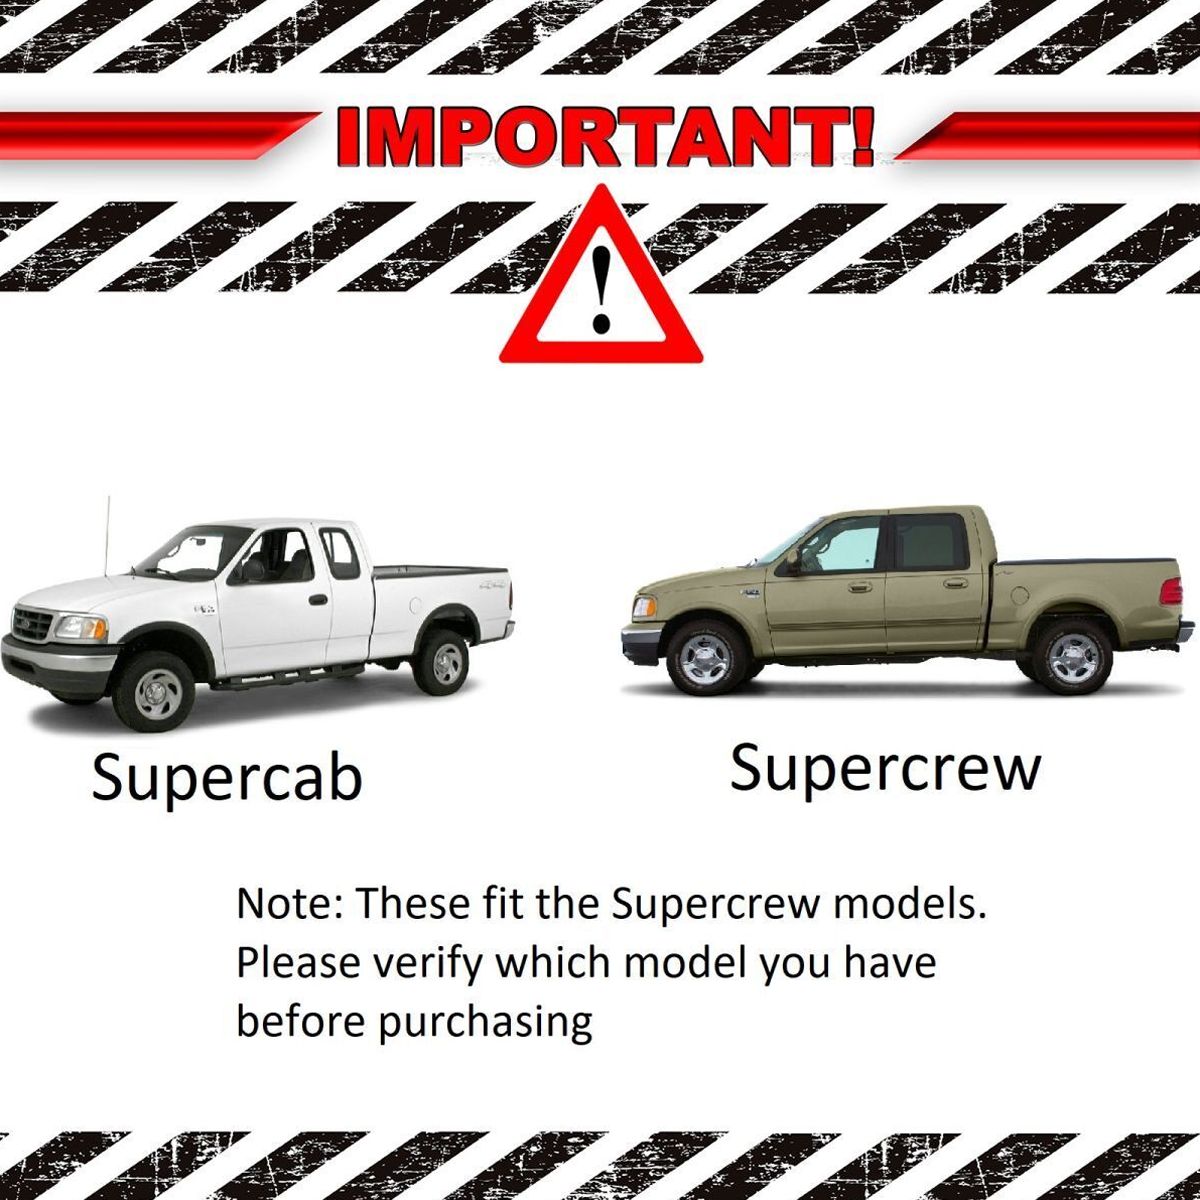 IMPORTANT!
Supercab
Supercrew
Note: These fit the Supercrew models.
Please verify which model you have
before purchasing